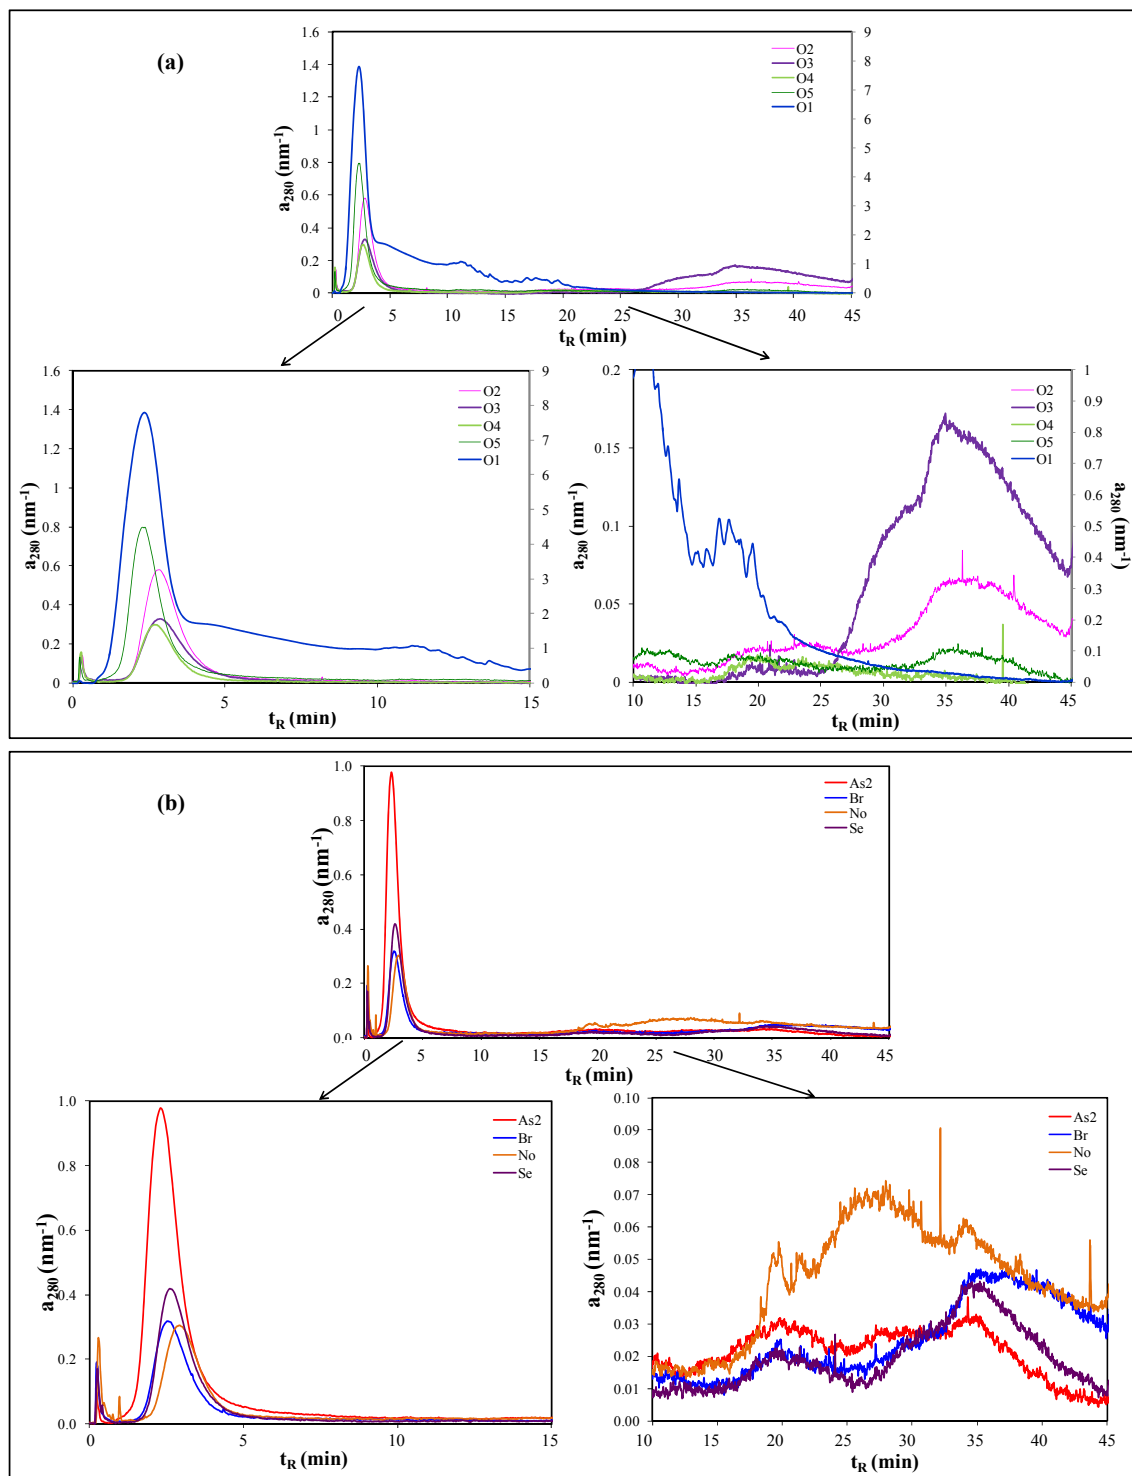 (a)
1.6
1.4
1.2
1
0.8
0.6
0.4
0.2
0
9
8
7
6
5
4
3
2
1
0
O2
O3
O4
O5
O1
a280 (nm-1)
0 5 10 15 20 25 30 35 40 45
tR (min)
1.6
1.4
1.2
1
0.8
0.6
0.4
0.2
0
9
8
7
6
5
4
3
2
1
0
O2
O3
O4
O5
O1
a280 (nm-1)
0 5 10 15
tR (min)
0.2
0.15
0.1
0.05
0
1
0.9
0.8
0.7
0.6
0.5
0.4
0.3
0.2
0.1
0
O2
O3
O4
O5
O1
a280 (nm-1)
a280 (nm-1)
10 15 20 25 30 35 40 45
tR (min)
(b)
1.0
0.8
0.6
0.4
0.2
0.0
As2
Br
No
Se
a280 (nm-1)
0 5 10 15 20 25 30 35 40 45
tR (min)
1.0
0.8
0.6
0.4
0.2
0.0
As2
Br
No
Se
a280 (nm-1)
0 5 10 15
tR (min)
0.10
0.09
0.08
0.07
0.06
0.05
0.04
0.03
0.02
0.01
0.00
As2
Br
No
Se
a280 (nm-1)
10 15 20 25 30 35 40 45
tR (min)